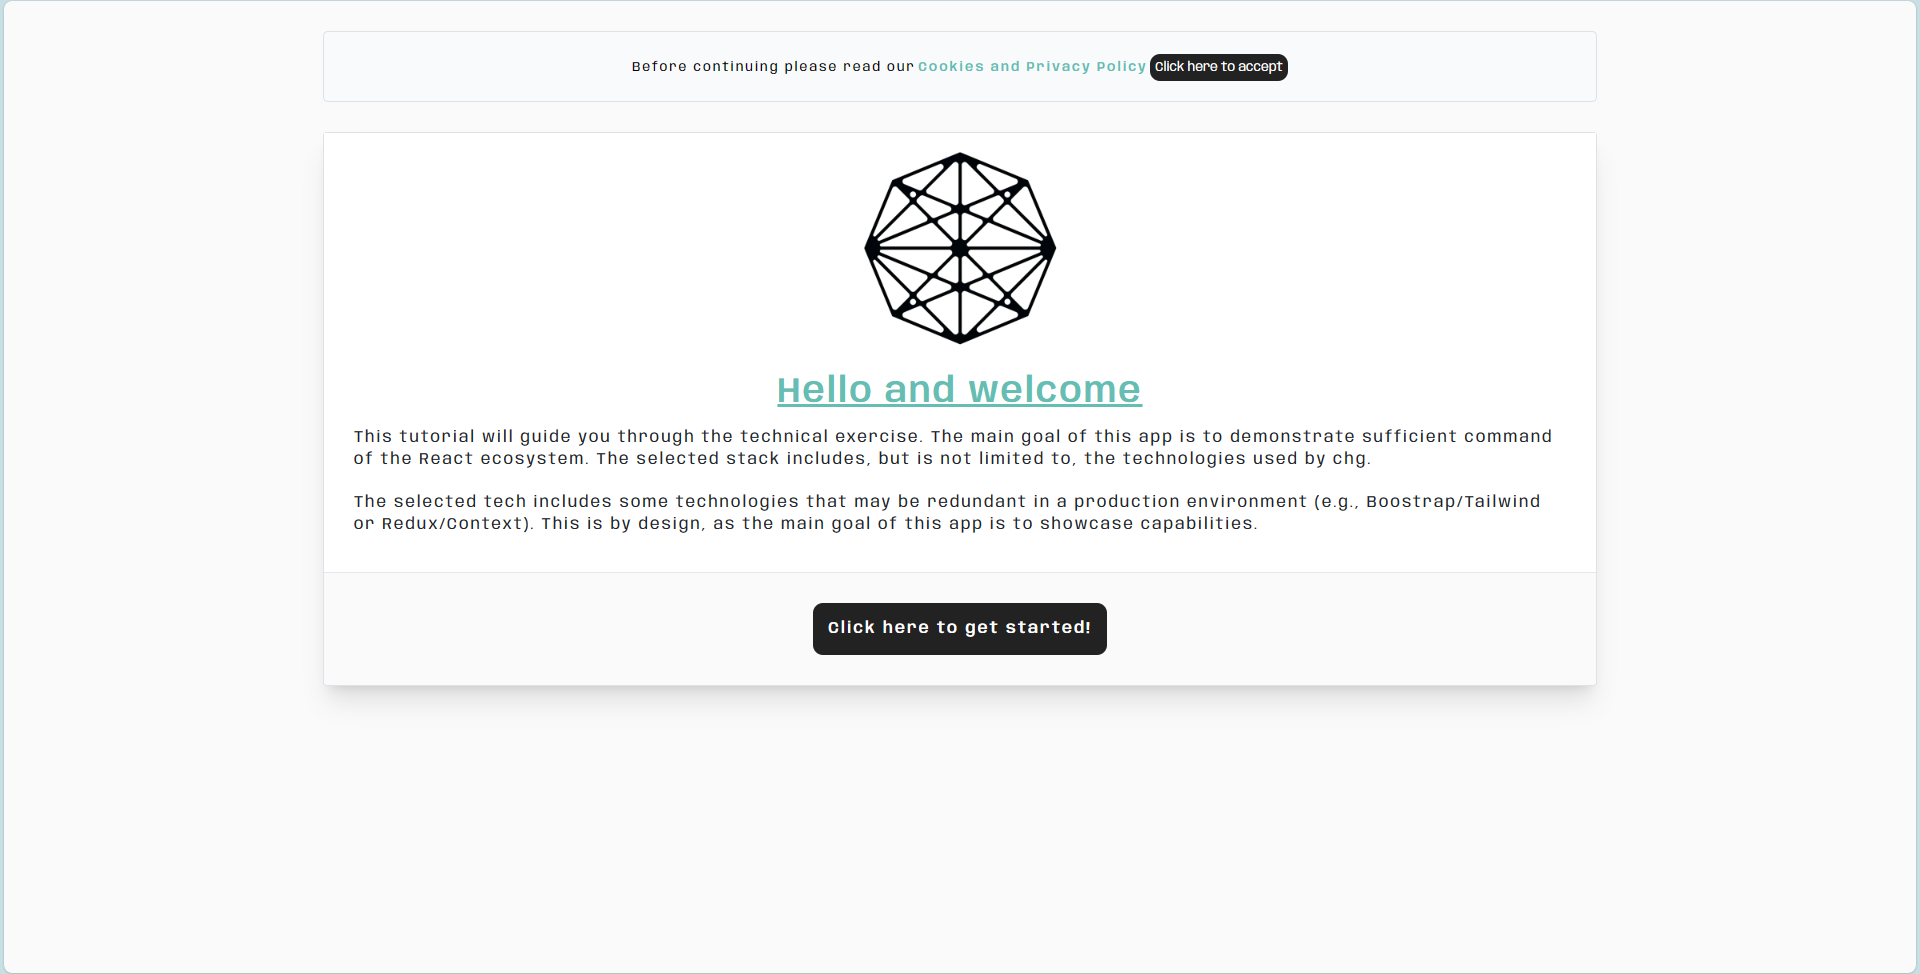 Before continuing please read our Cookies and Privacy Policy Click here to accept
Hello and welcome
This tutorial will guide you through the technical exercise. The main goal of this app is to demonstrate sufficient command
of the React ecosystem. The selected stack includes, but is not limited to, the technologies used by chg.
The selected tech includes some technologies that may be redundant in a production environment (e.g., Boostrap/Tailwind
or Redux/Context). This is by design, as the main goal of this app is to showcase capabilities.
Click here to get started!